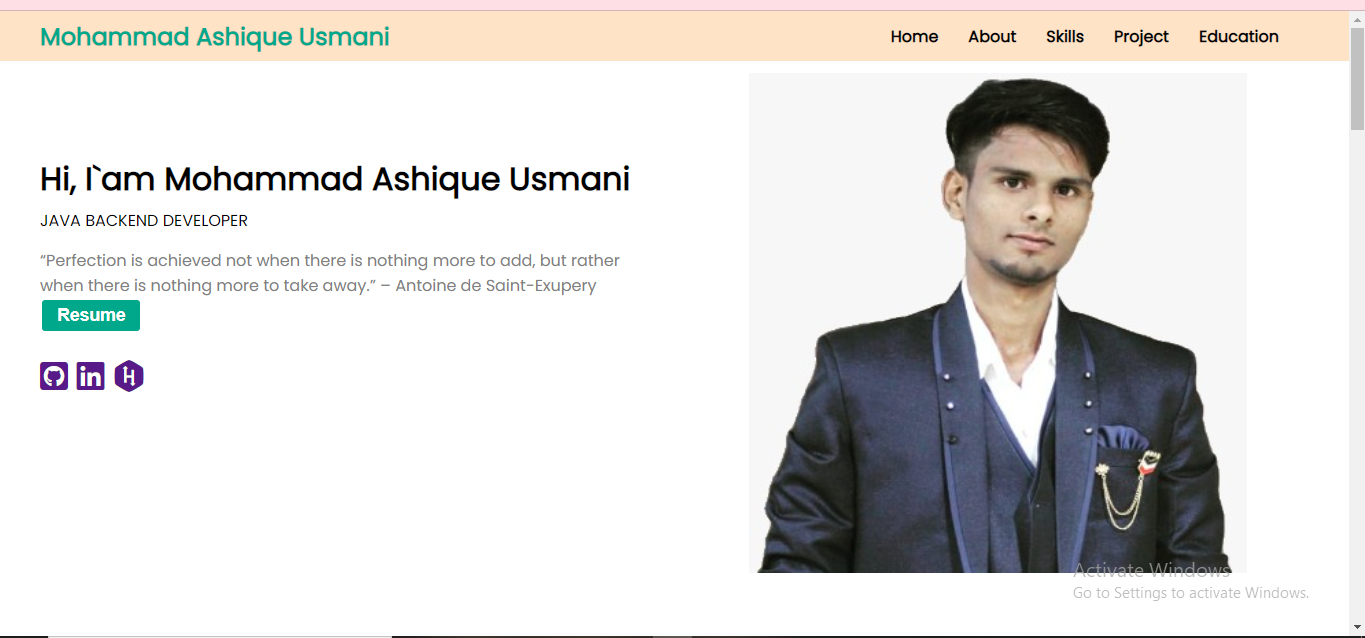 Mohammad Ashique Usmani
Home About Skills Project Education
Hi, I`am Mohammad Ashique Usmani
JAVA BACKEND DEVELOPER
“Perfection is achieved not when there is nothing more to add, but rather
when there is nothing more to take away.” – Antoine de Saint-Exupery
Resume
in H
Activate Windows
Go to Settings to activate Windows.